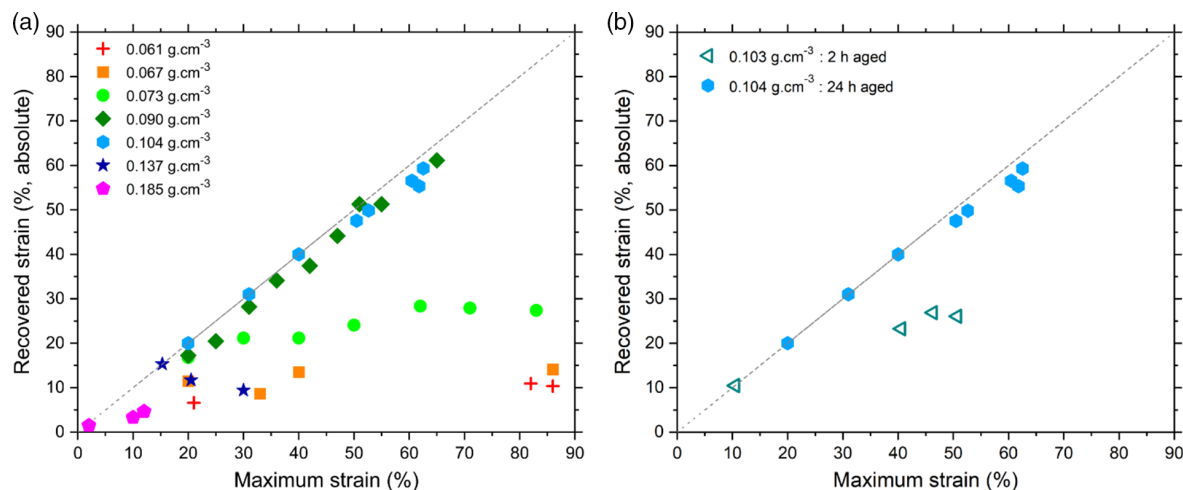 (a)
Recovered strain (%, absolute)
90
80
70
60
50
40
30
20
10
0
0.061 g.cm⁻³
0.067 g.cm⁻³
0.073 g.cm⁻³
0.090 g.cm⁻³
0.104 g.cm⁻³
0.137 g.cm⁻³
0.185 g.cm⁻³
0 10 20 30 40 50 60 70 80 90
Maximum strain (%)
(b)
Recovered strain (%, absolute)
90
80
70
60
50
40
30
20
10
0
0.103 g.cm⁻³ : 2 h aged
0.104 g.cm⁻³ : 24 h aged
0 10 20 30 40 50 60 70 80 90
Maximum strain (%)